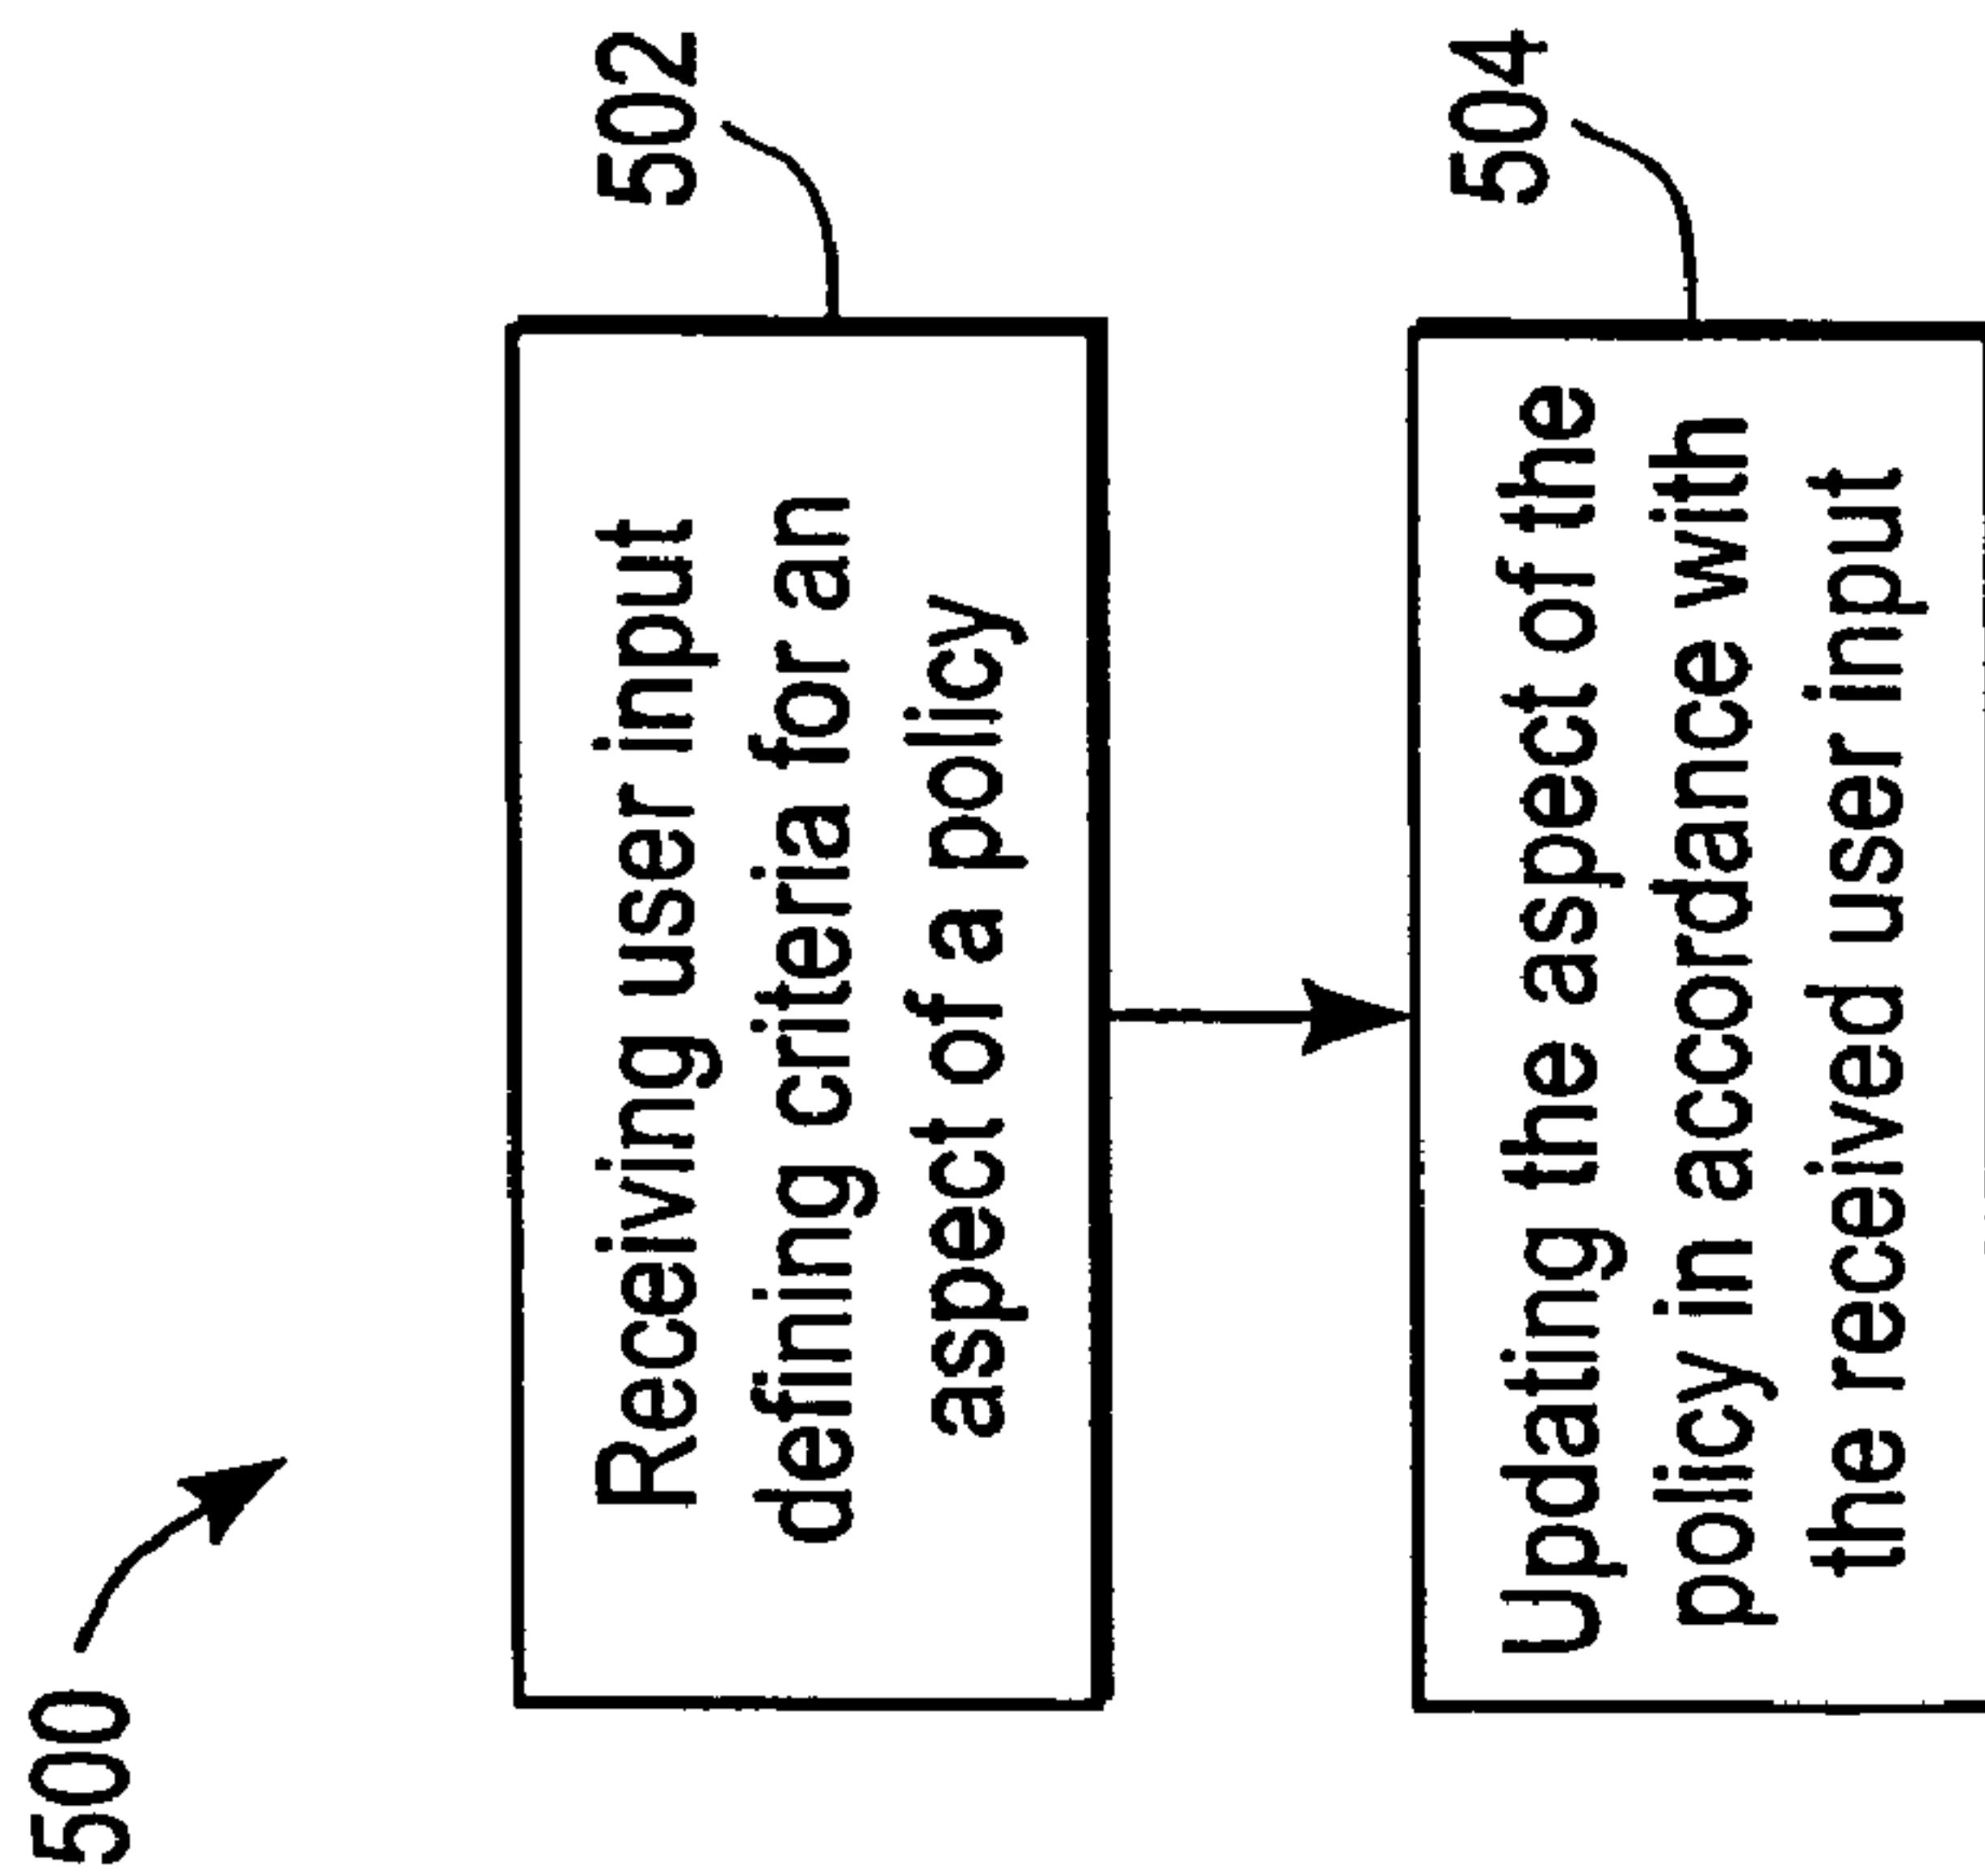 500
Receiving user input
defining criteria for an
aspect of a policy
502
Updating the aspect of the
policy in accordance with
the received user input
504